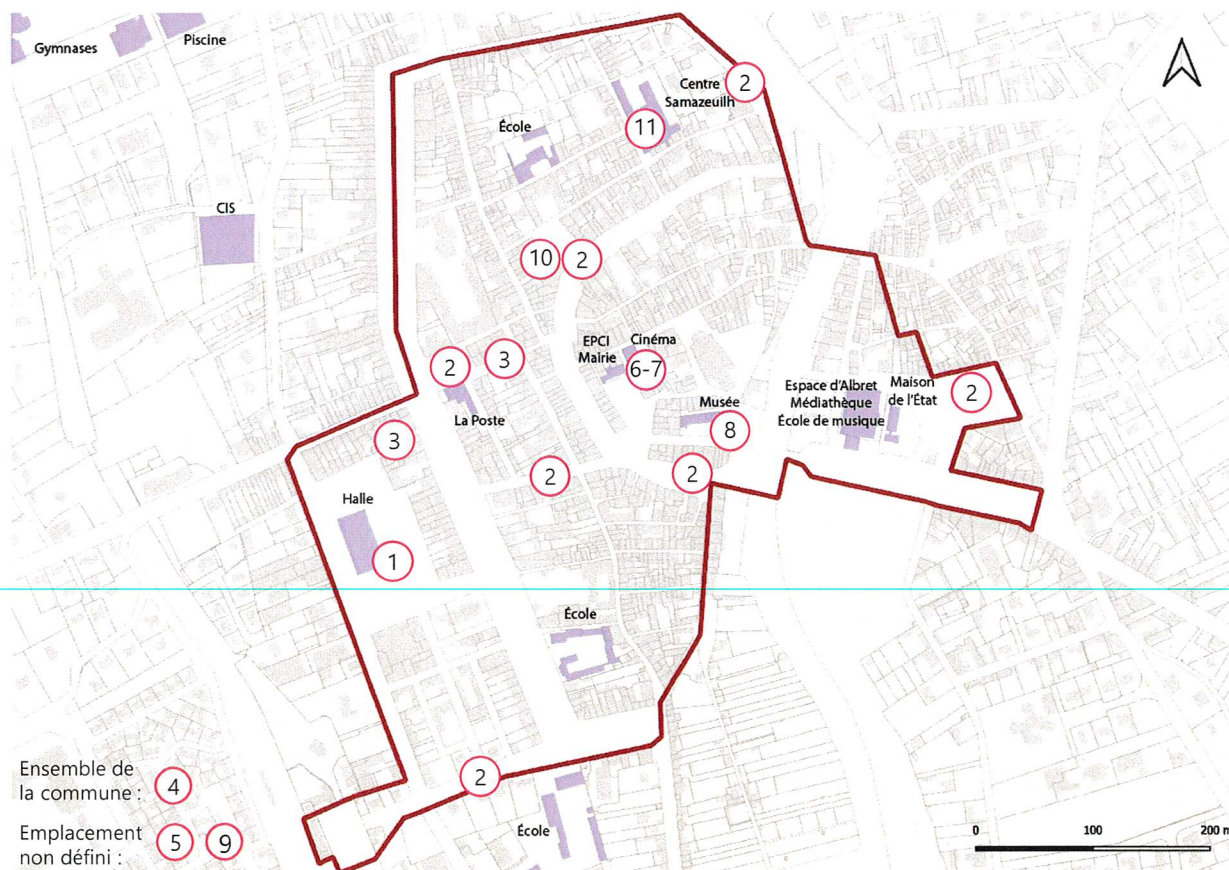 Gymnases
Piscine
Centre
Samazeuilh
2
11
École
CIS
10
2
EPCI
Mairie
Cinéma
6-7
2
3
La Poste
Musée
8
Espace d'Albret
Médiathèque
École de musique
Maison
de l'État
2
3
2
2
Halle
1
École
2
École
Ensemble de
la commune :
4
Emplacement
non défini :
5
9
0
100
200 m